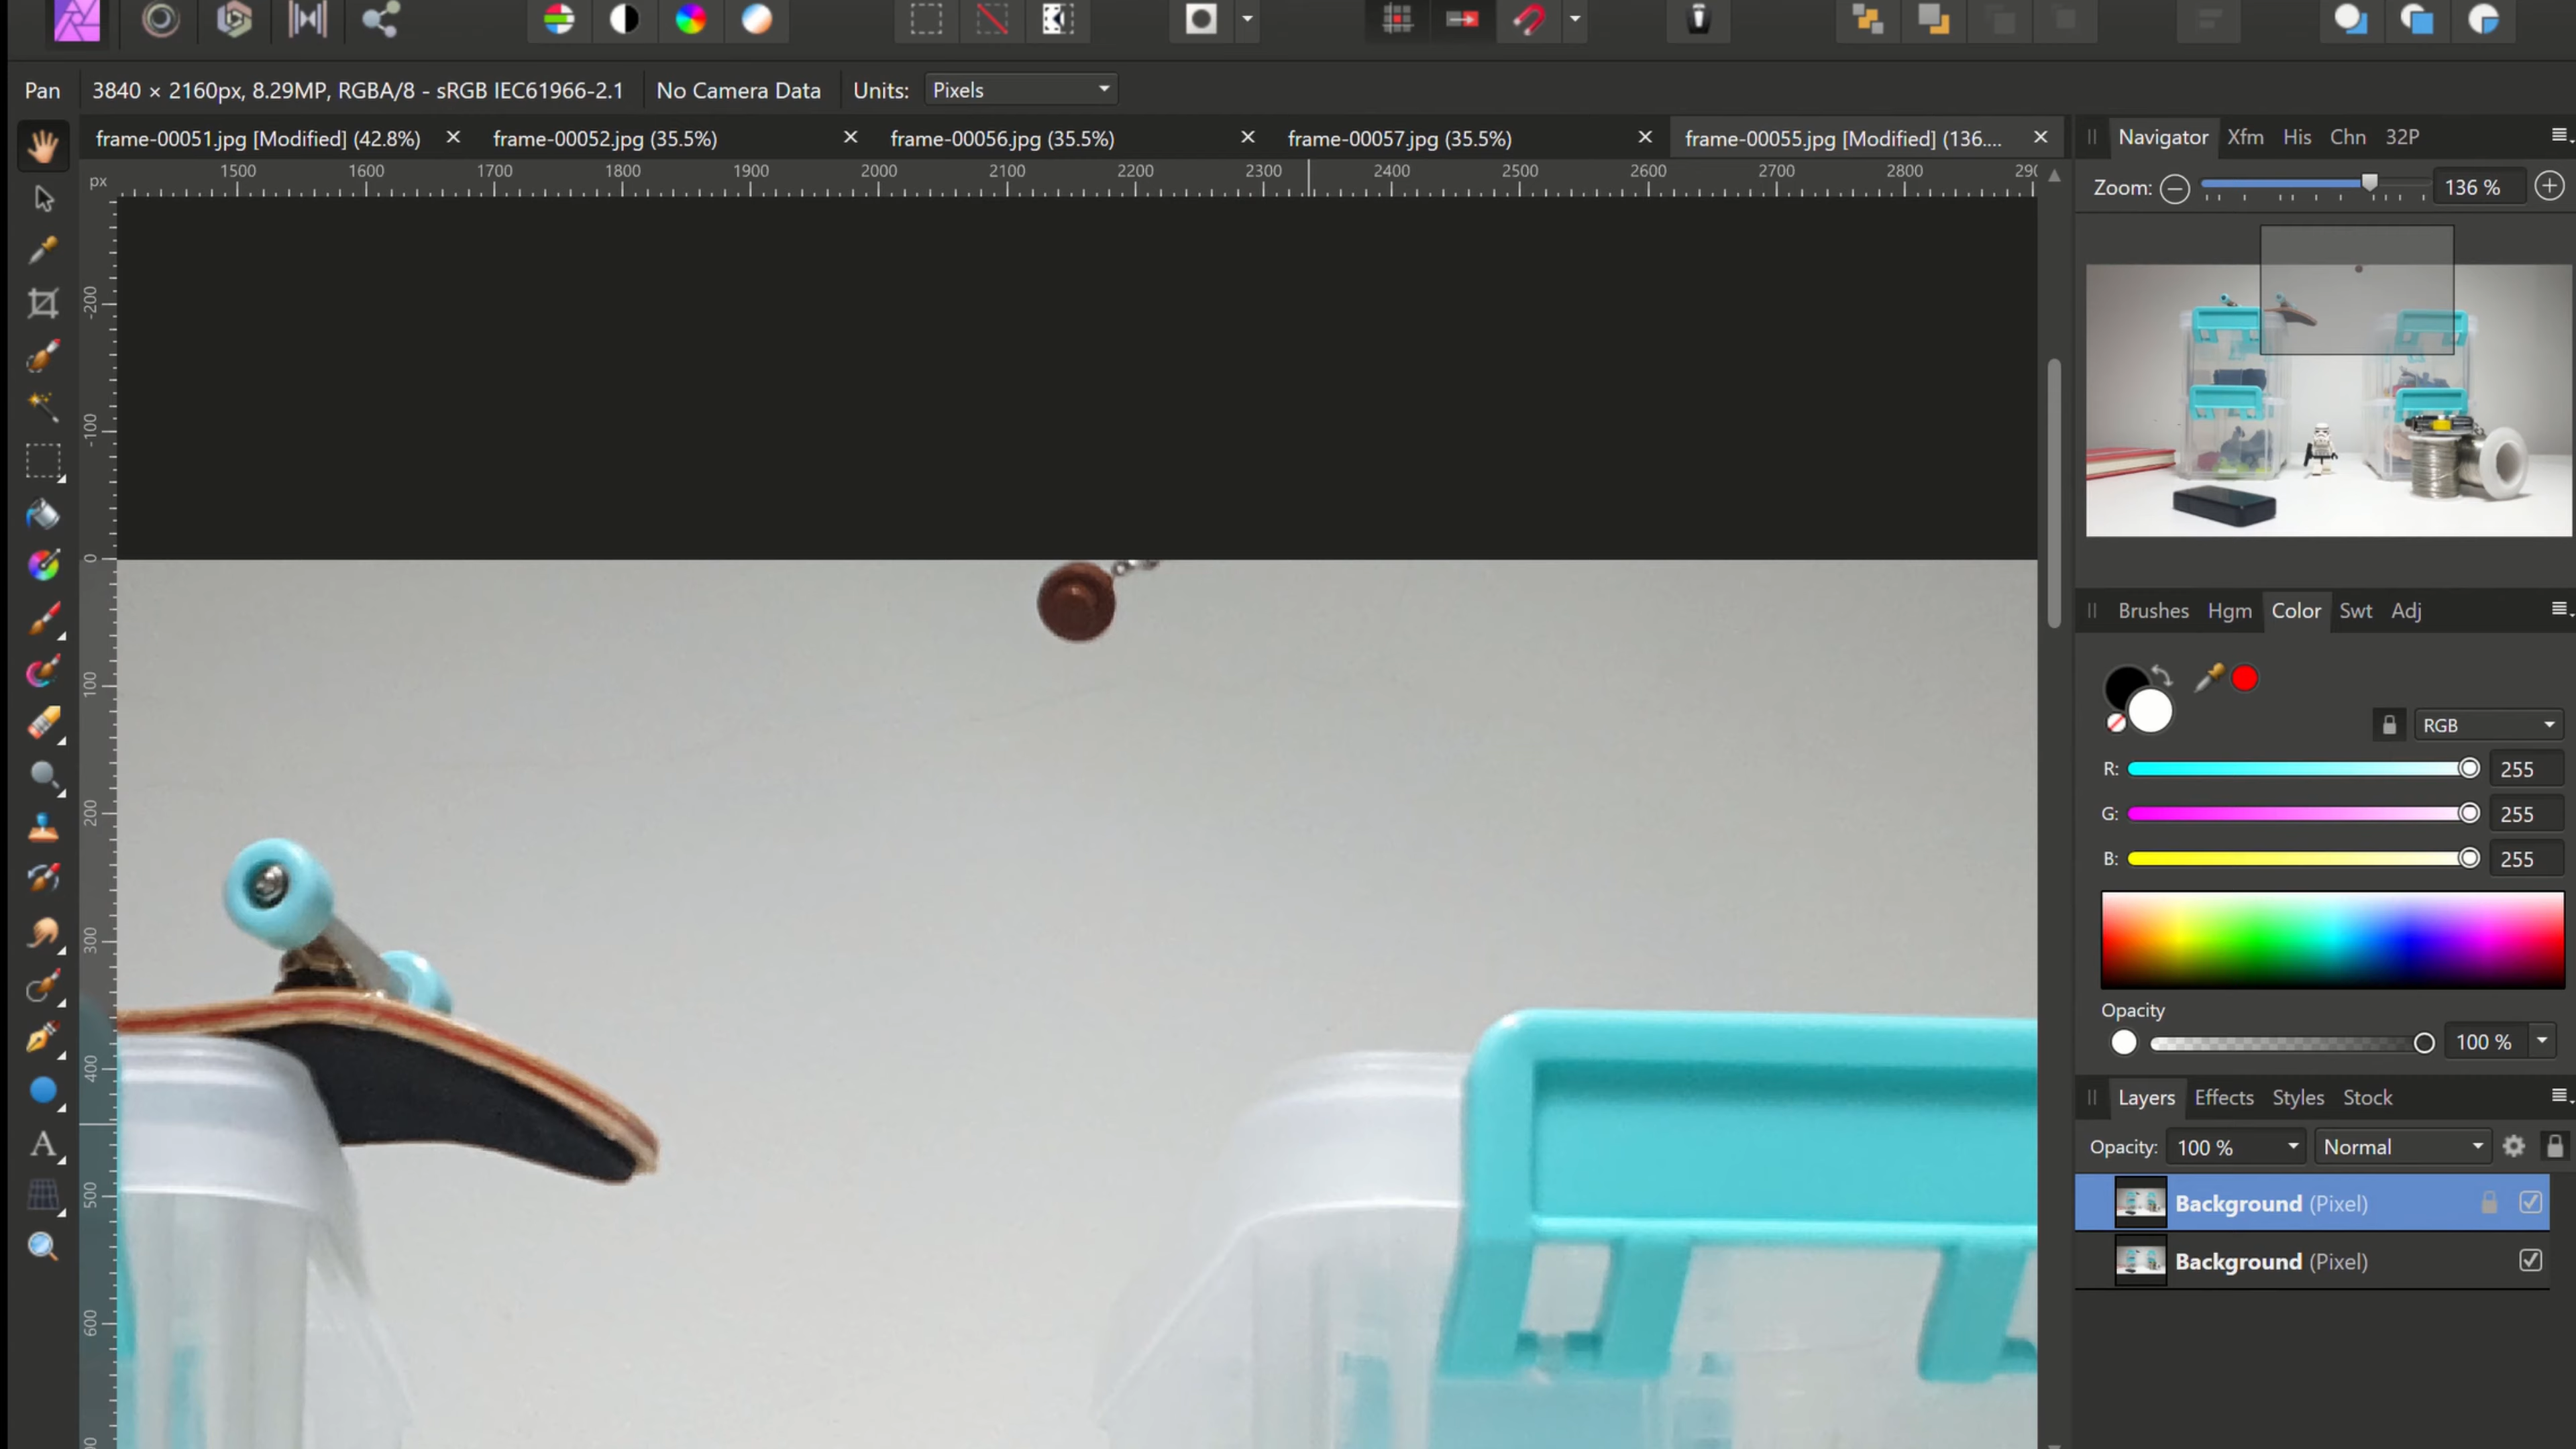 Pan 3840 × 2160px, 8.29MP, RGBA/8 - sRGB IEC61966-2.1 No Camera Data Units: Pixels
frame-00051.jpg [Modified] (42.8%) frame-00052.jpg (35.5%) frame-00056.jpg (35.5%) frame-00057.jpg (35.5%) frame-00055.jpg [Modified] (136....
Navigator Xfm His Chn 32P
px 1500 1600 1700 1800 1900 2000 2100 2200 2300 2400 2500 2600 2700 2800 290
Zoom: 136 %
-200
-100
0
100
200
300
400
500
600
Brushes Hgm Color Swt Adj
RGB
R: 255
G: 255
B: 255
Opacity
100 %
Layers Effects Styles Stock
Opacity: 100 % Normal
Background (Pixel)
Background (Pixel)